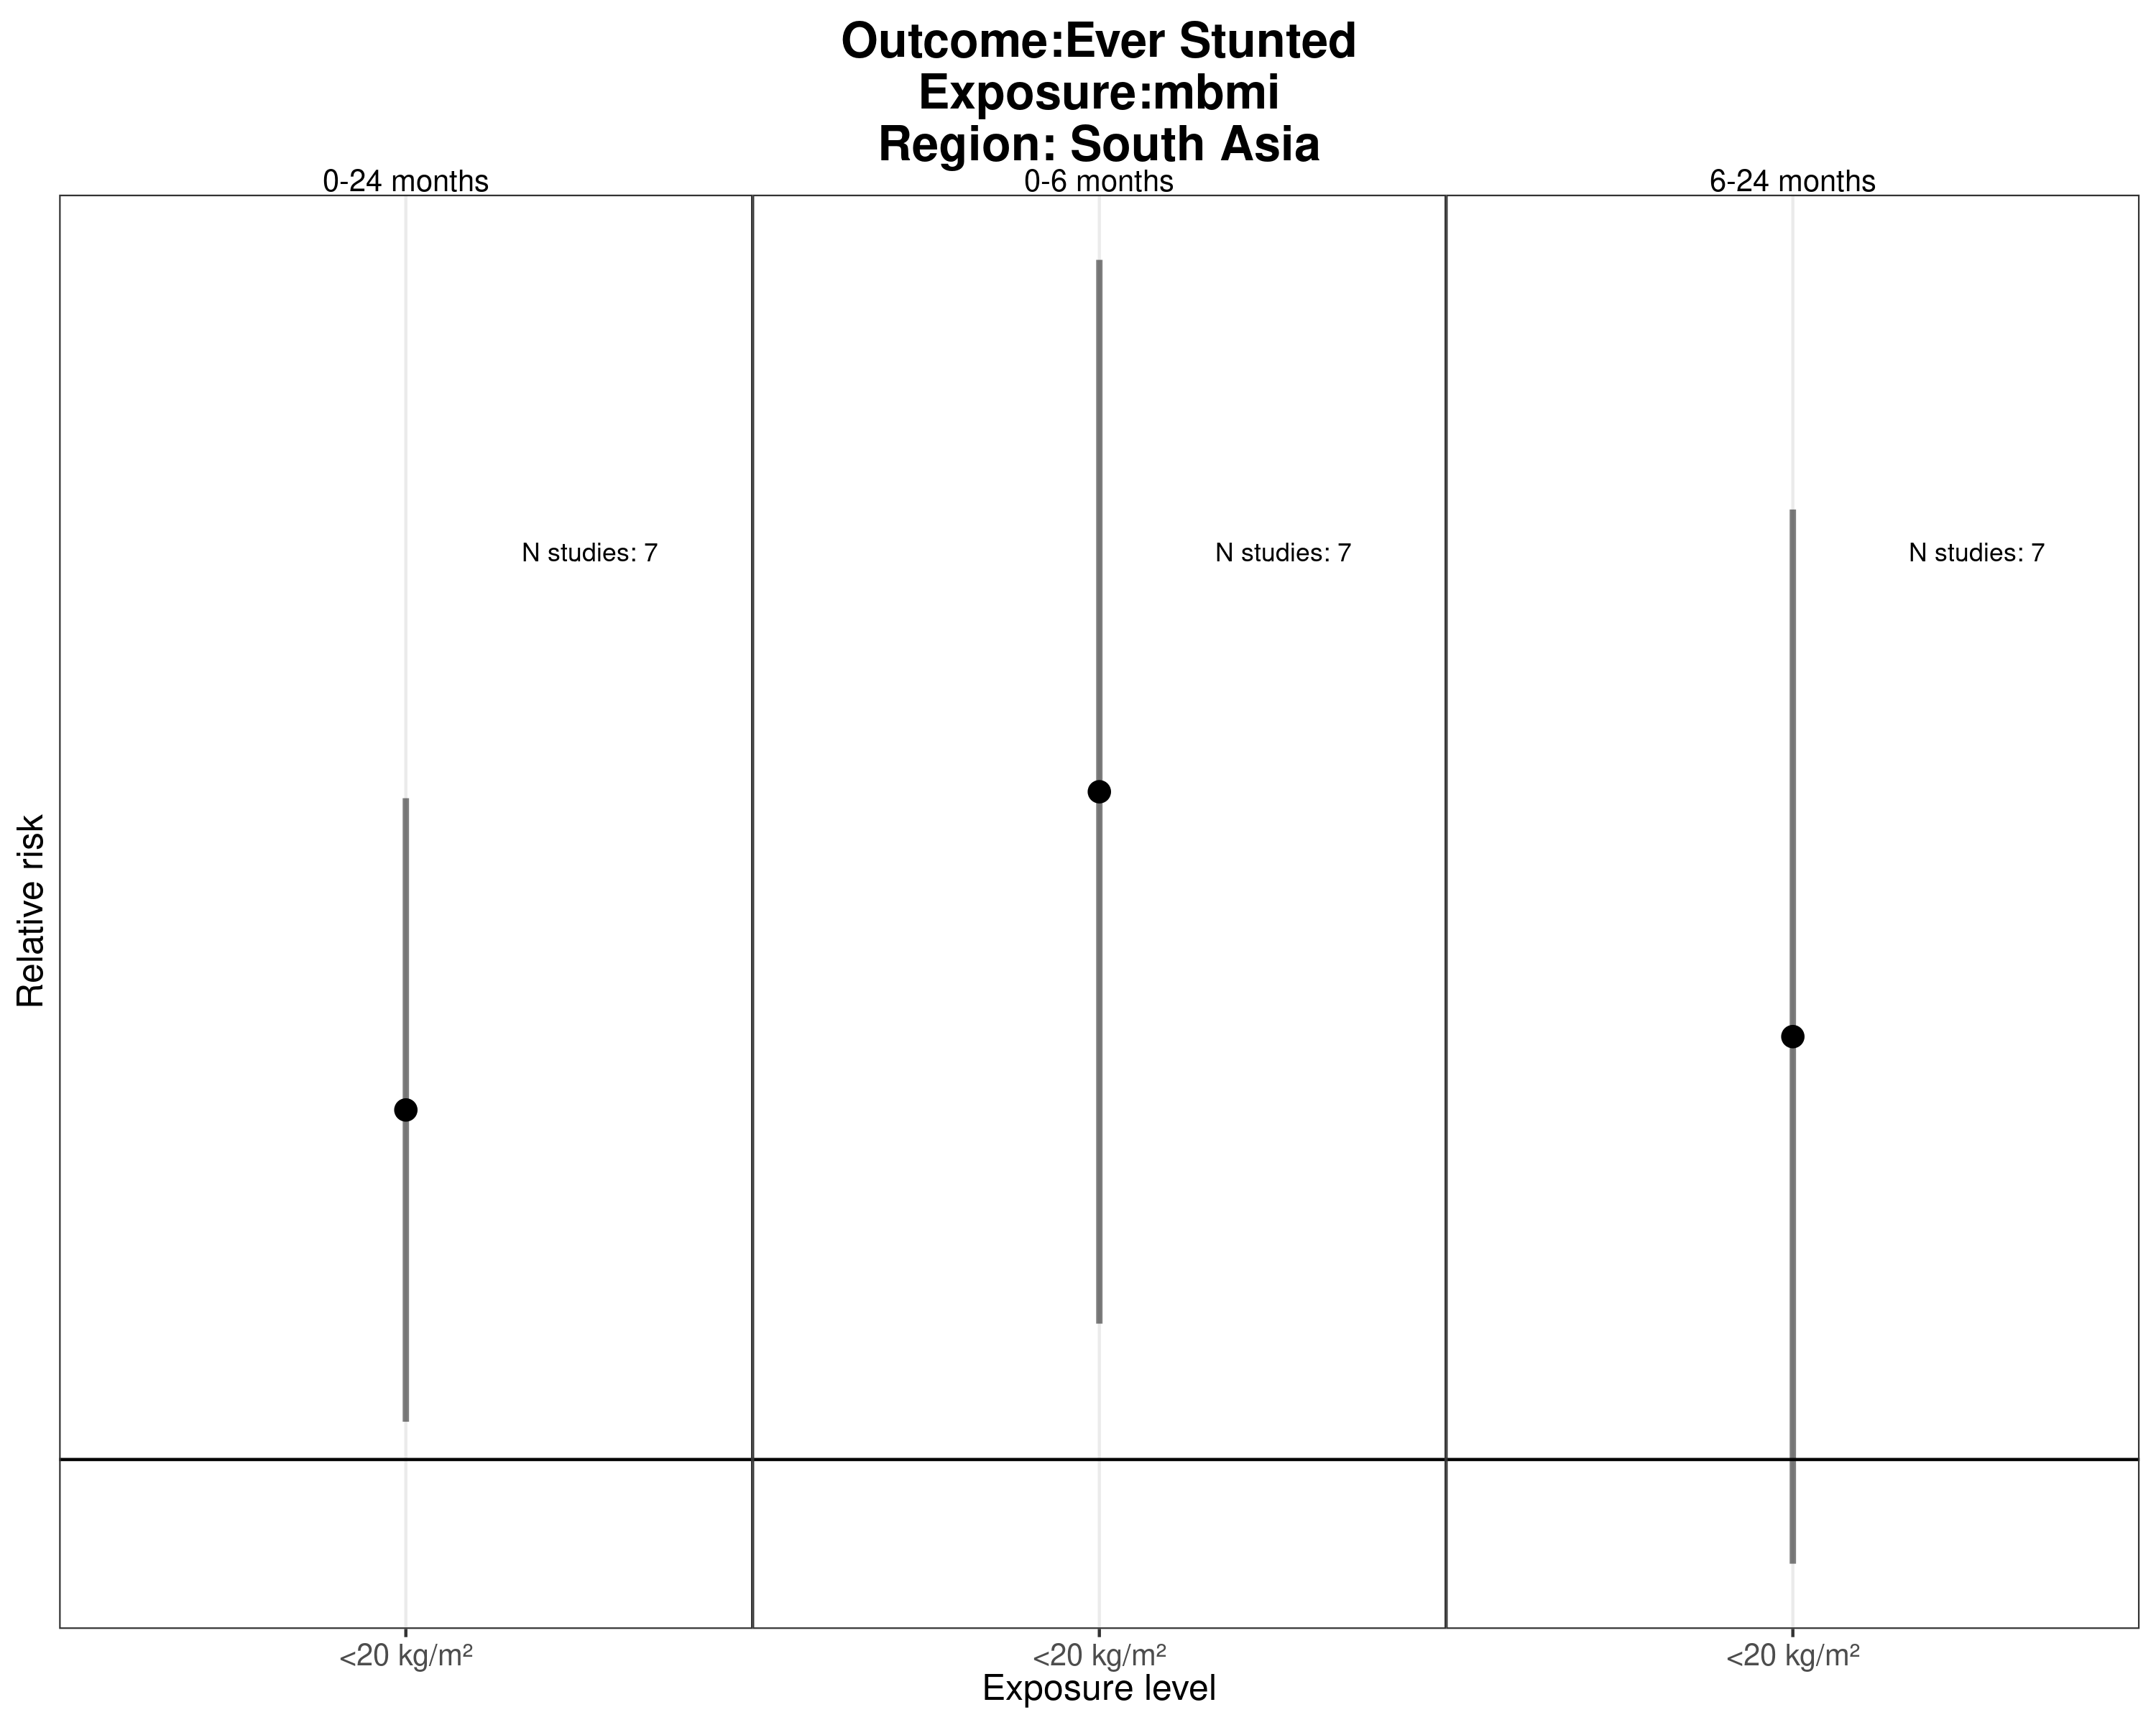 Outcome:Ever Stunted
Exposure:mbmi
Region: South Asia
0-24 months
0-6 months
6-24 months
N studies: 7
N studies: 7
N studies: 7
Relative risk
<20 kg/m²
<20 kg/m²
<20 kg/m²
Exposure level